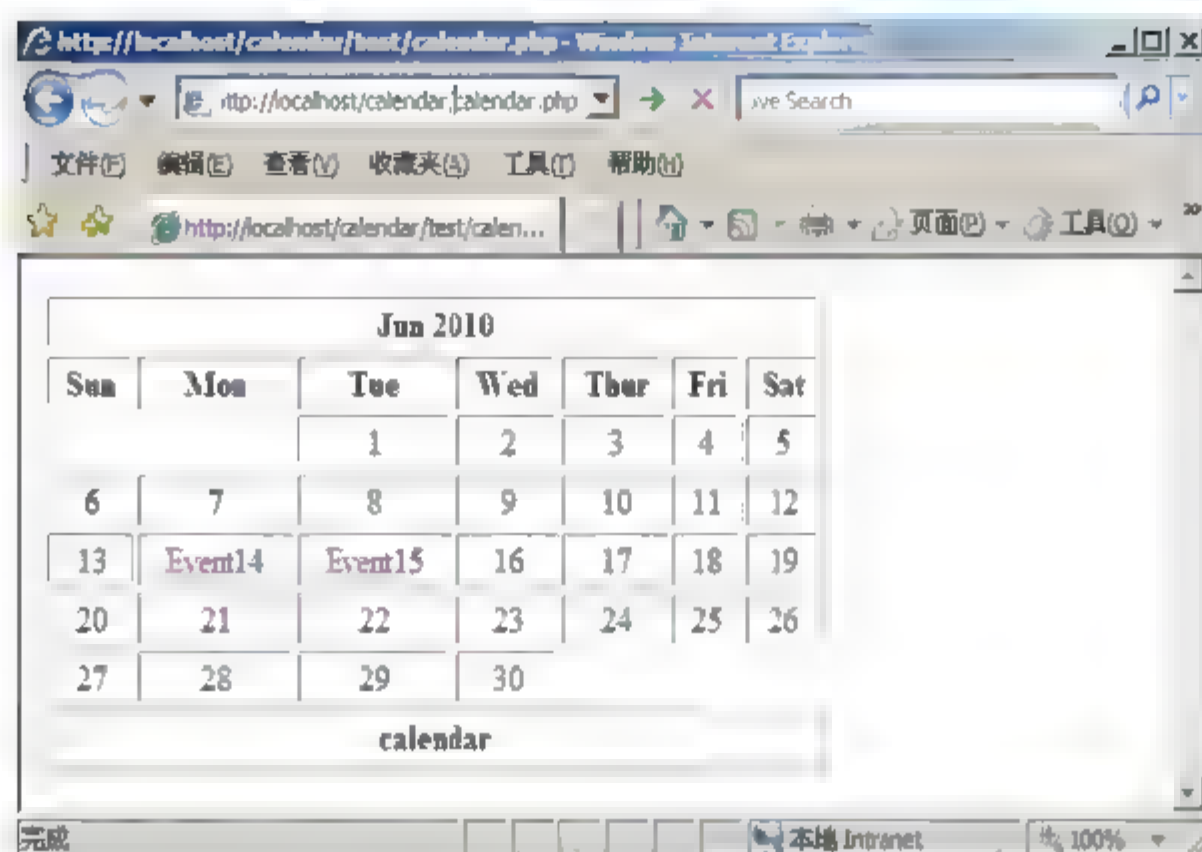 http://localhost/calendar/test/calendar.php - Windows Internet Explorer
ttp://localhost/calendar/calendar.php
ve Search
文件(F) 编辑(E) 查看(V) 收藏夹(A) 工具(T) 帮助(H)
http://localhost/calendar/test/calen... 页面(P) 工具(O)
Jun 2010
Sun Mon Tue Wed Thur Fri Sat
1 2 3 4 5
6 7 8 9 10 11 12
13 Event14 Event15 16 17 18 19
20 21 22 23 24 25 26
27 28 29 30
calendar
完成 本地 Intranet 100%